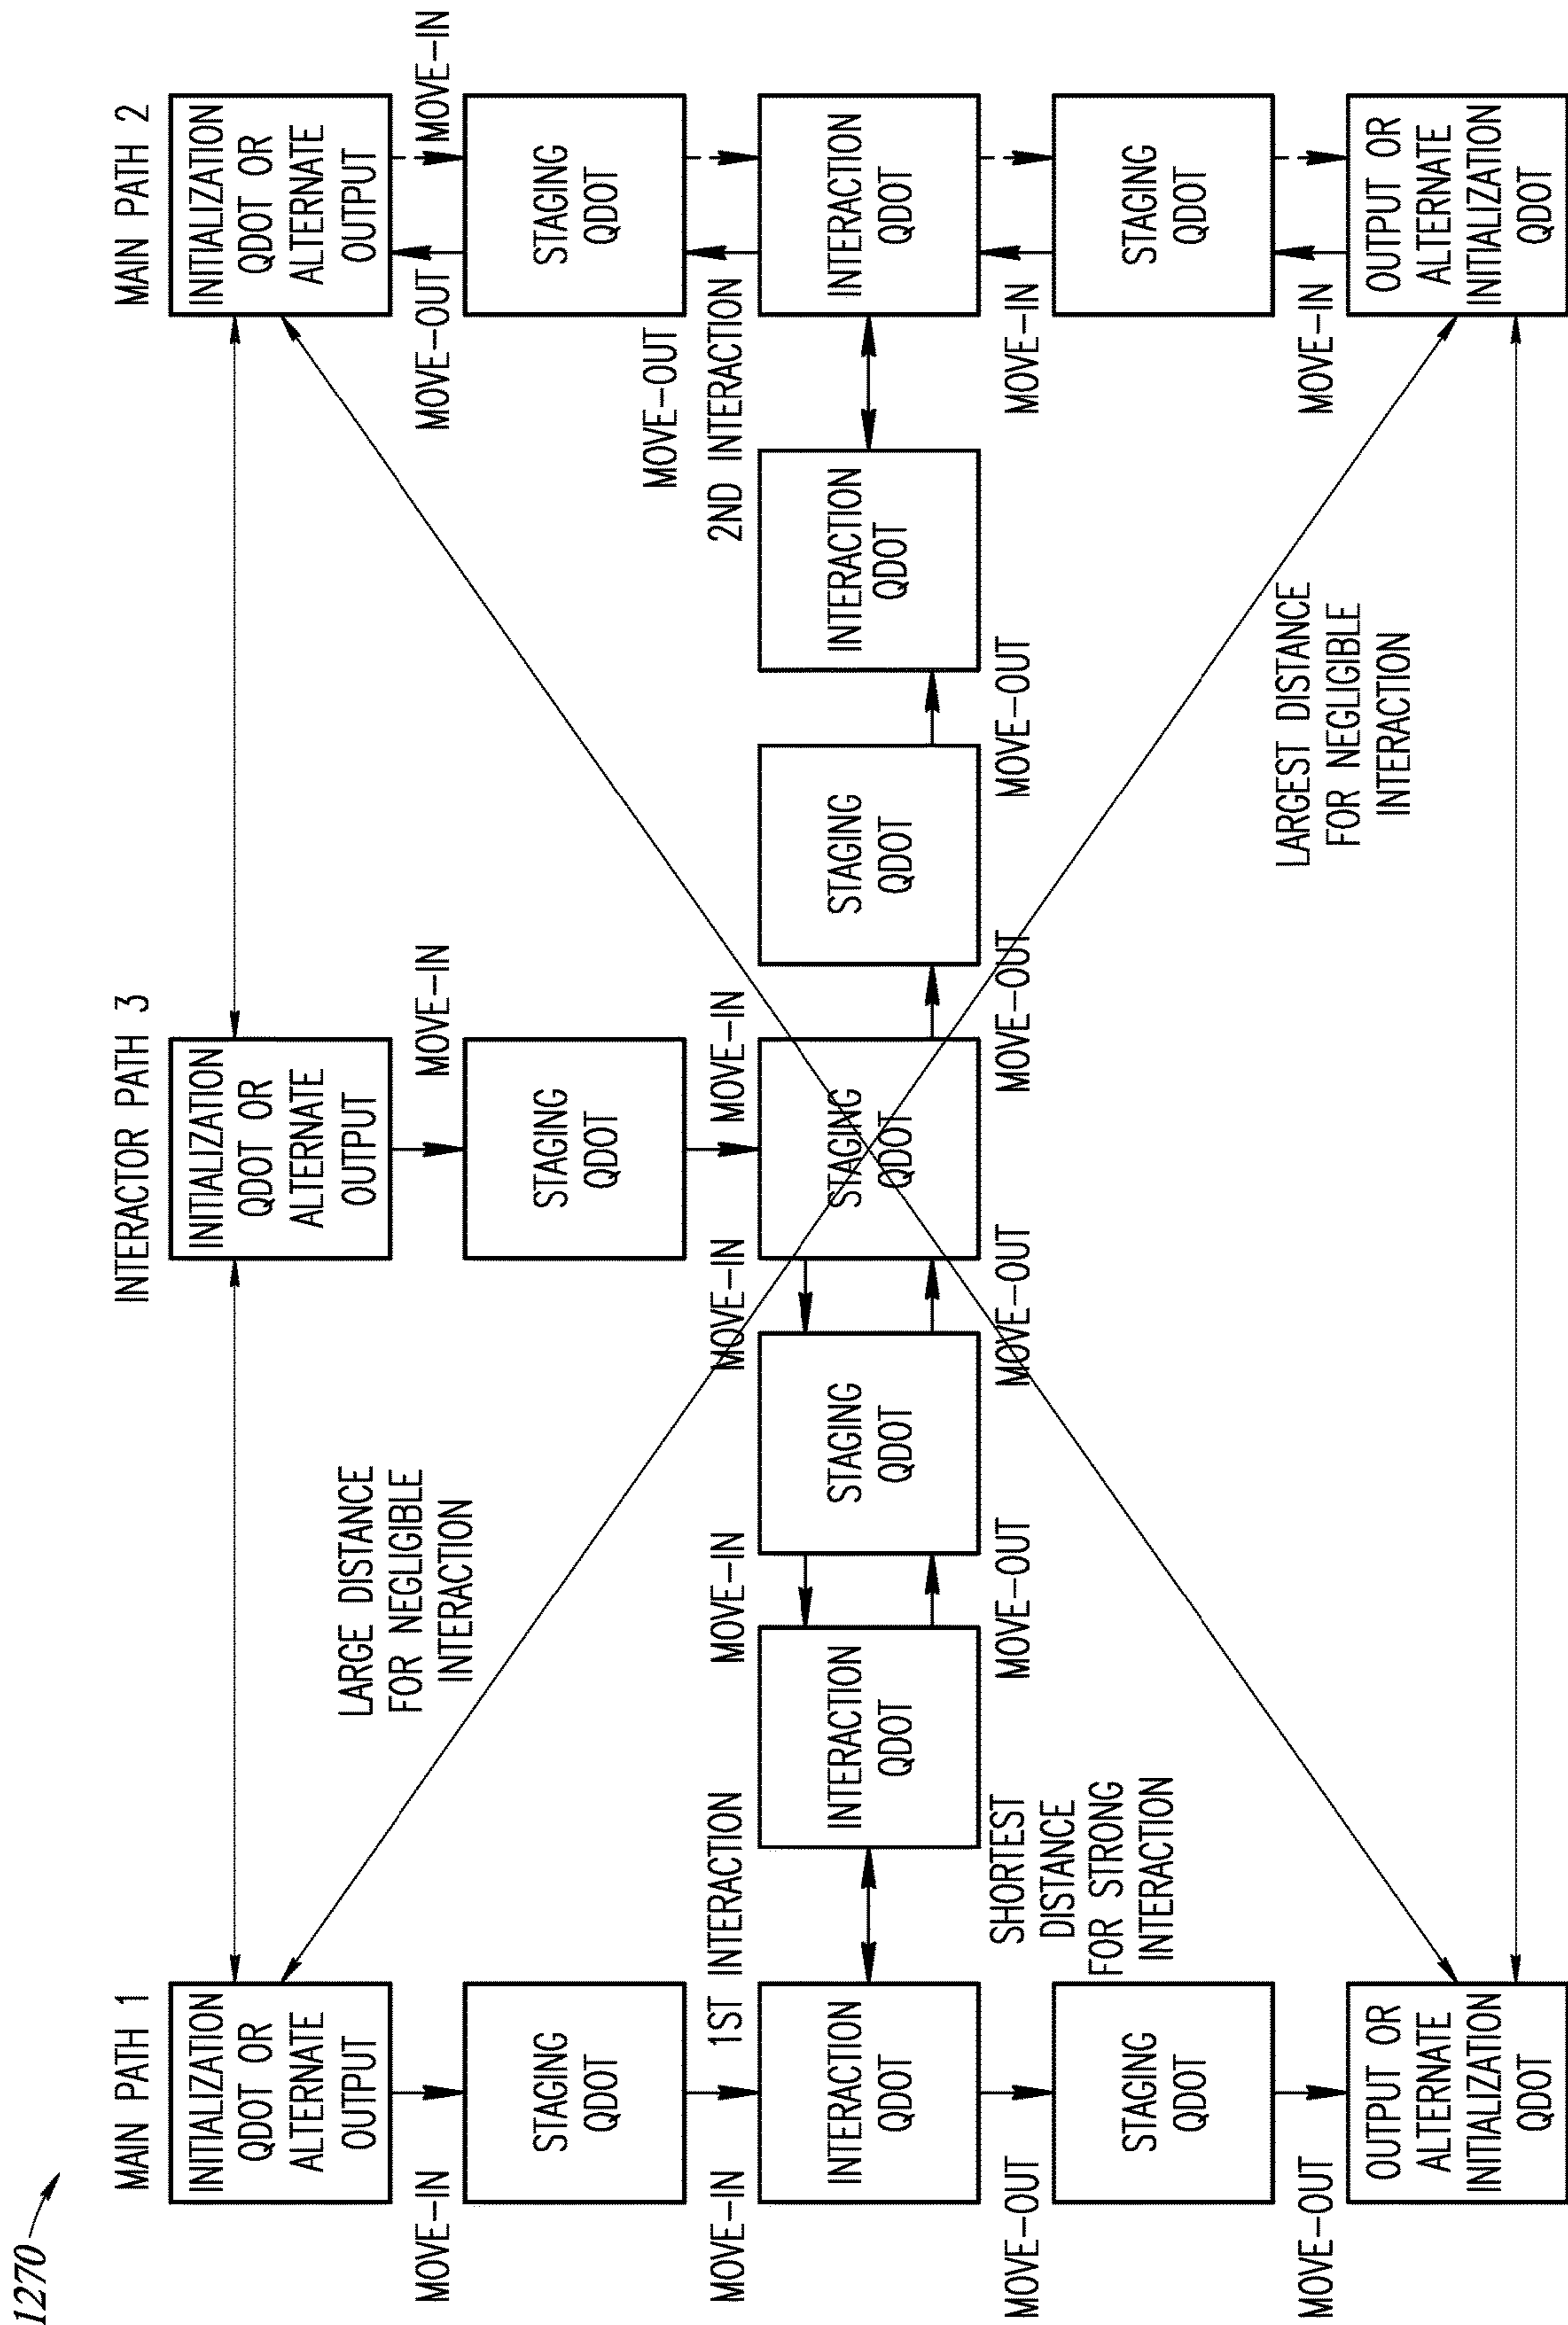 1270
MAIN PATH 1
INTERACTOR PATH 3
MAIN PATH 2
INITIALIZATION
QDOT OR
ALTERNATE
OUTPUT
INITIALIZATION
QDOT OR
ALTERNATE
OUTPUT
INITIALIZATION
QDOT OR
ALTERNATE
OUTPUT
MOVE-IN
LARGE DISTANCE
FOR NEGLIGIBLE
INTERACTION
MOVE-IN
MOVE-OUT
MOVE-IN
STAGING
QDOT
STAGING
QDOT
STAGING
QDOT
MOVE-OUT
MOVE-IN
1ST INTERACTION
MOVE-IN
MOVE-IN
MOVE-IN
2ND INTERACTION
INTERACTION
QDOT
INTERACTION
QDOT
STAGING
QDOT
STAGING
QDOT
STAGING
QDOT
INTERACTION
QDOT
INTERACTION
QDOT
MOVE-OUT
SHORTEST
DISTANCE
FOR STRONG
INTERACTION
MOVE-OUT
MOVE-OUT
MOVE-OUT
MOVE-OUT
MOVE-IN
STAGING
QDOT
STAGING
QDOT
LARGEST DISTANCE
FOR NEGLIGIBLE
INTERACTION
MOVE-OUT
MOVE-IN
OUTPUT OR
ALTERNATE
INITIALIZATION
QDOT
OUTPUT OR
ALTERNATE
INITIALIZATION
QDOT